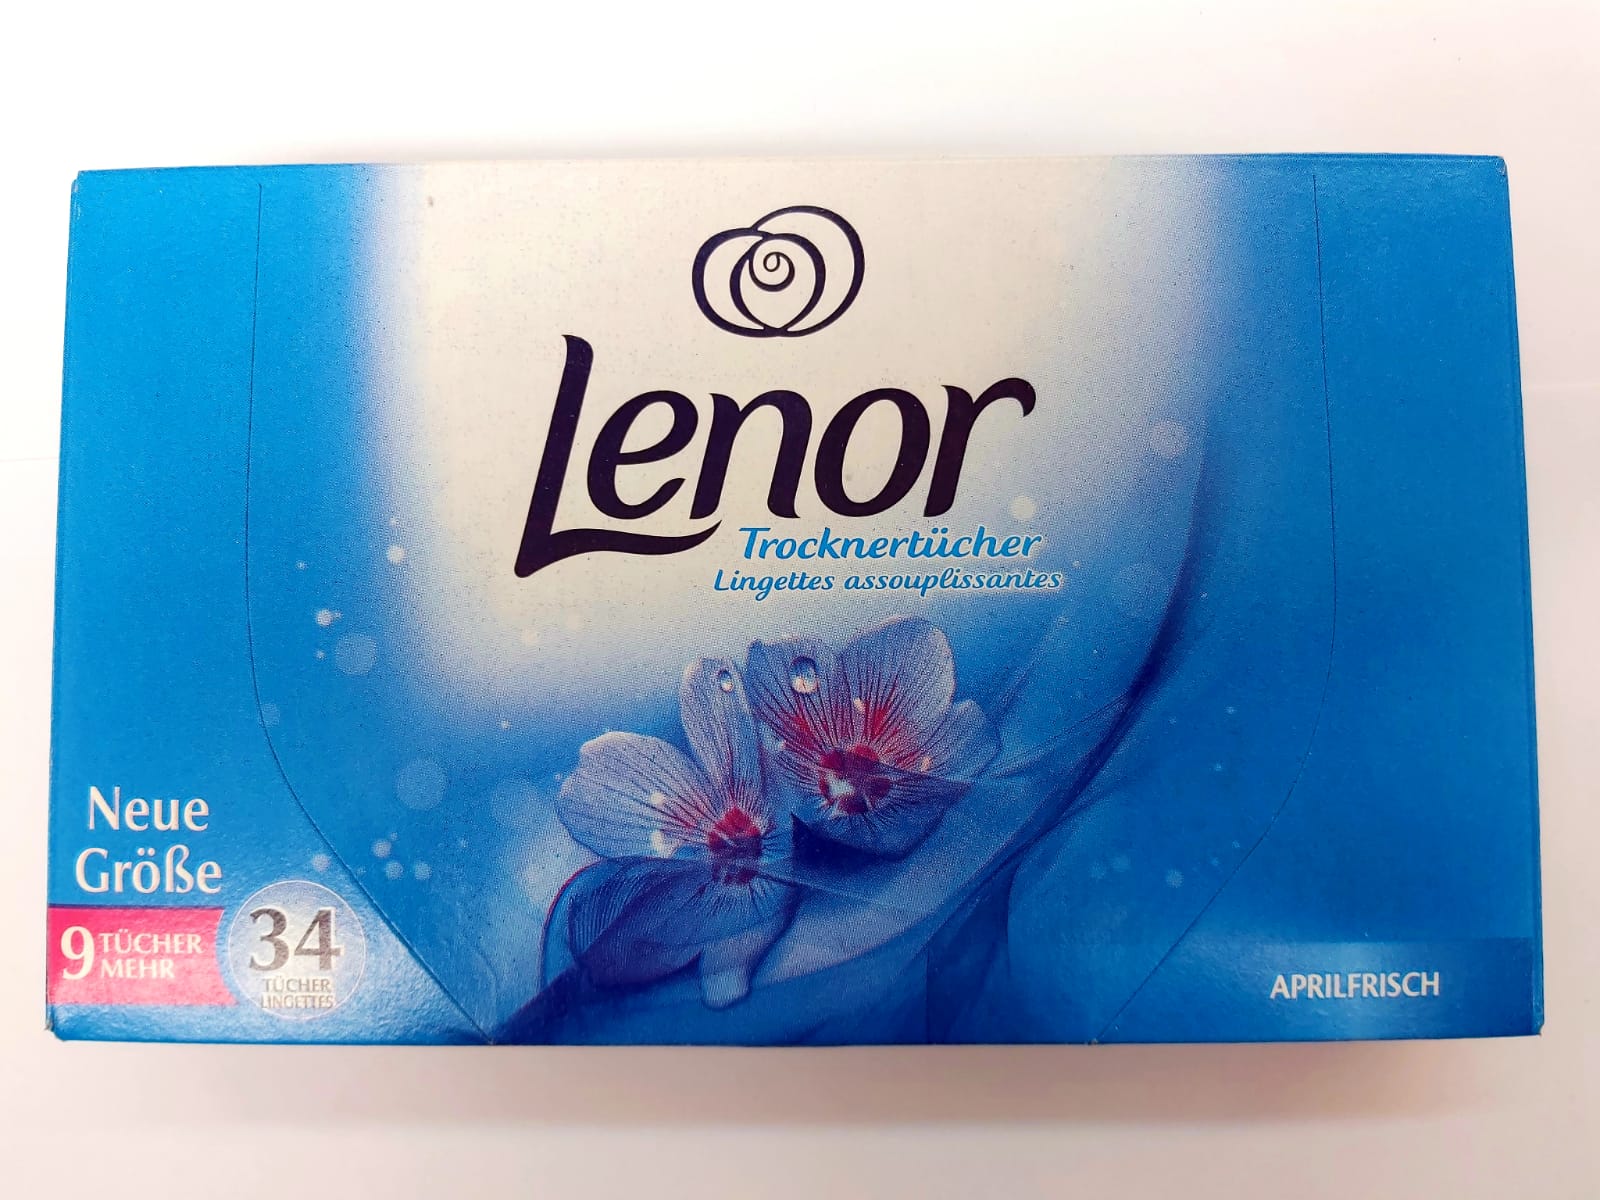 Lenor
Trocknertücher
Lingettes assouplissantes
Neue
Größe
9 TÜCHER
MEHR
34
TÜCHER
LINGETTES
APRILFRISCH